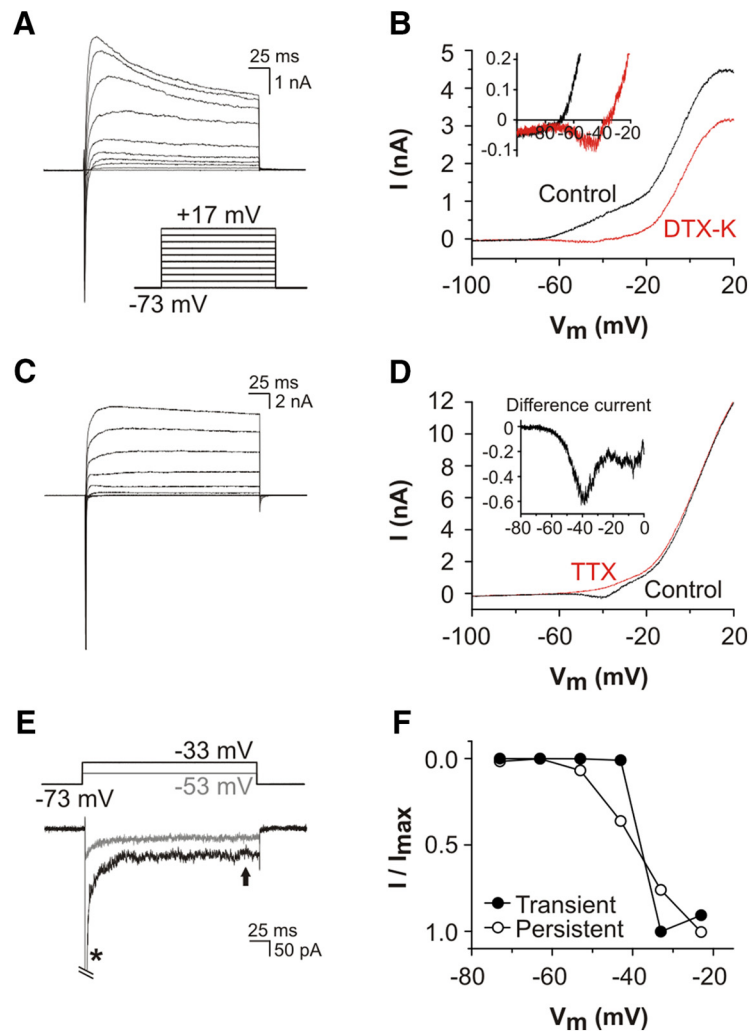 A
25 ms
1 nA
+17 mV
-73 mV
B
I (nA)
5
4
3
2
1
0
0.2
0.1
0
-0.1
-80 -60 -40 -20
Control
DTX-K
-100 -60 -20 20
Vm (mV)
C
25 ms
2 nA
D
I (nA)
12
10
8
6
4
2
0
Difference current
0
-0.2
-0.4
-0.6
-80 -60 -40 -20 0
TTX
Control
-100 -60 -20 20
Vm (mV)
E
-33 mV
-53 mV
-73 mV
*
25 ms
50 pA
F
I / Imax
0.0
0.5
1.0
Transient
Persistent
-80 -60 -40 -20
Vm (mV)